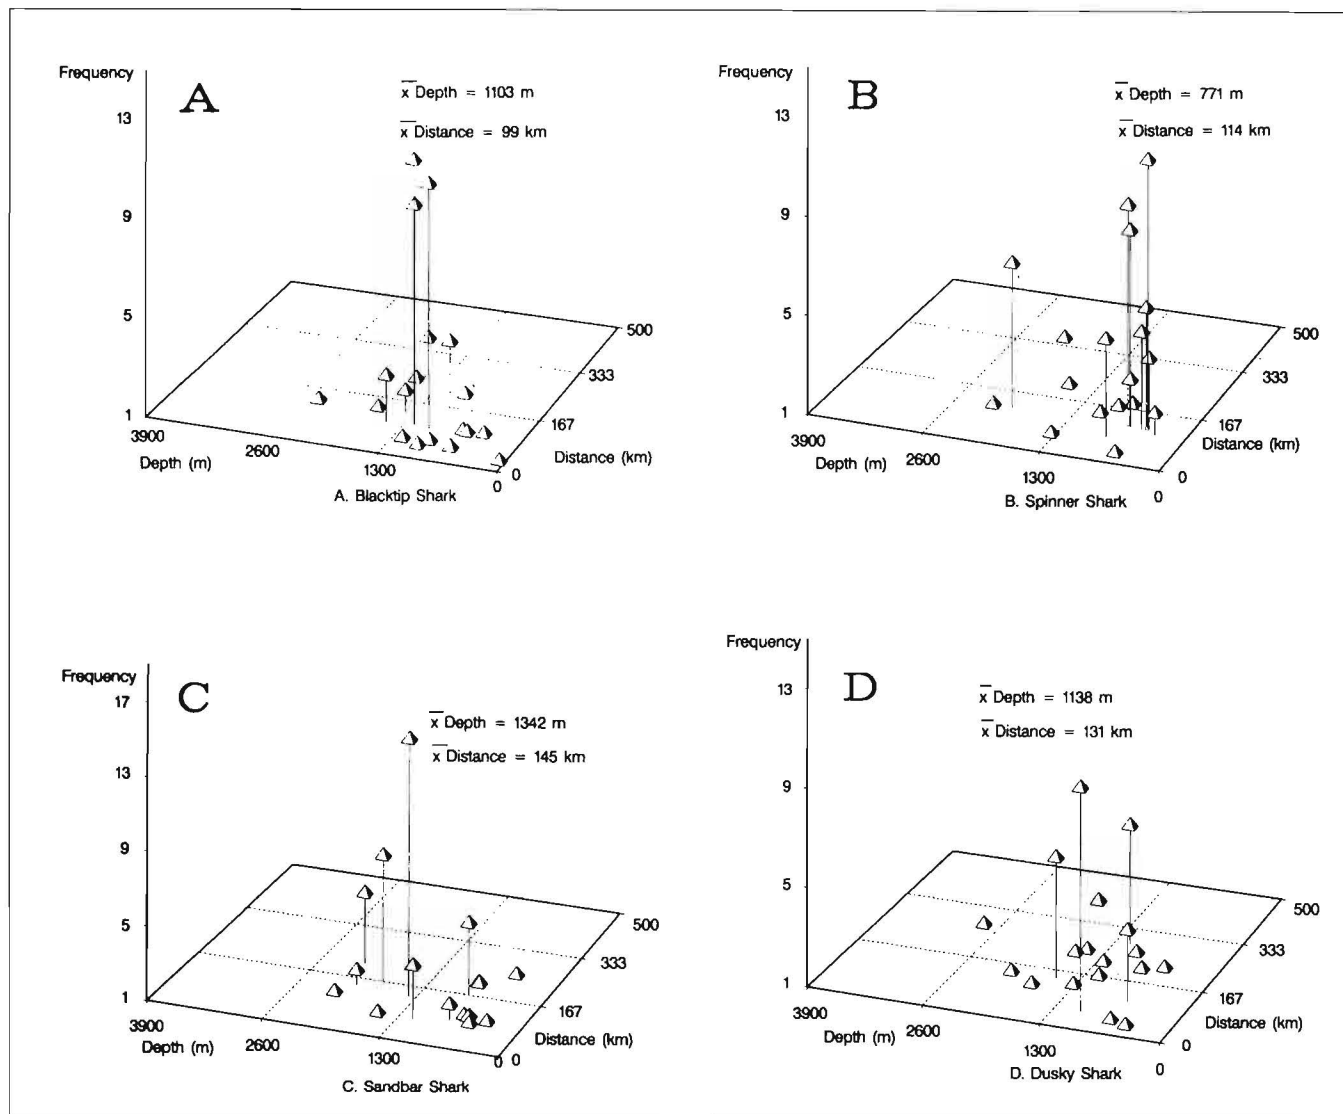 Frequency
A
x Depth = 1103 m
x Distance = 99 km
13
9
5
1
3900
2600
1300
0
Depth (m)
0
167
333
500
Distance (km)
A. Blacktip Shark
Frequency
B
x Depth = 771 m
x Distance = 114 km
13
9
5
1
3900
2600
1300
0
Depth (m)
0
167
333
500
Distance (km)
B. Spinner Shark
Frequency
C
x Depth = 1342 m
x Distance = 145 km
17
13
9
5
1
3900
2600
1300
0
Depth (m)
0
167
333
500
Distance (km)
C. Sandbar Shark
Frequency
D
x Depth = 1138 m
x Distance = 131 km
13
9
5
1
3900
2600
1300
0
Depth (m)
0
167
333
500
Distance (km)
D. Dusky Shark